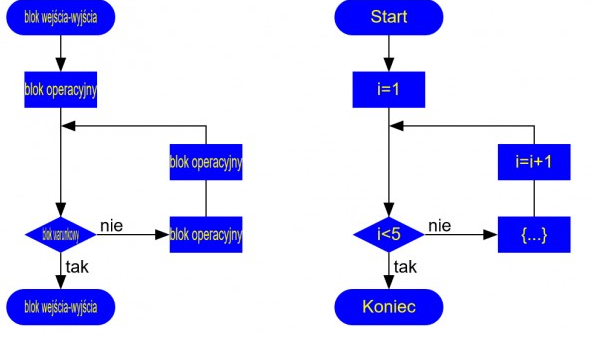 blok wejścia-wyjścia
blok operacyjny
blok operacyjny
blok warunkowy
nie
blok operacyjny
tak
blok wejścia-wyjścia
Start
i=1
i=i+1
i<5
nie
{...}
tak
Koniec